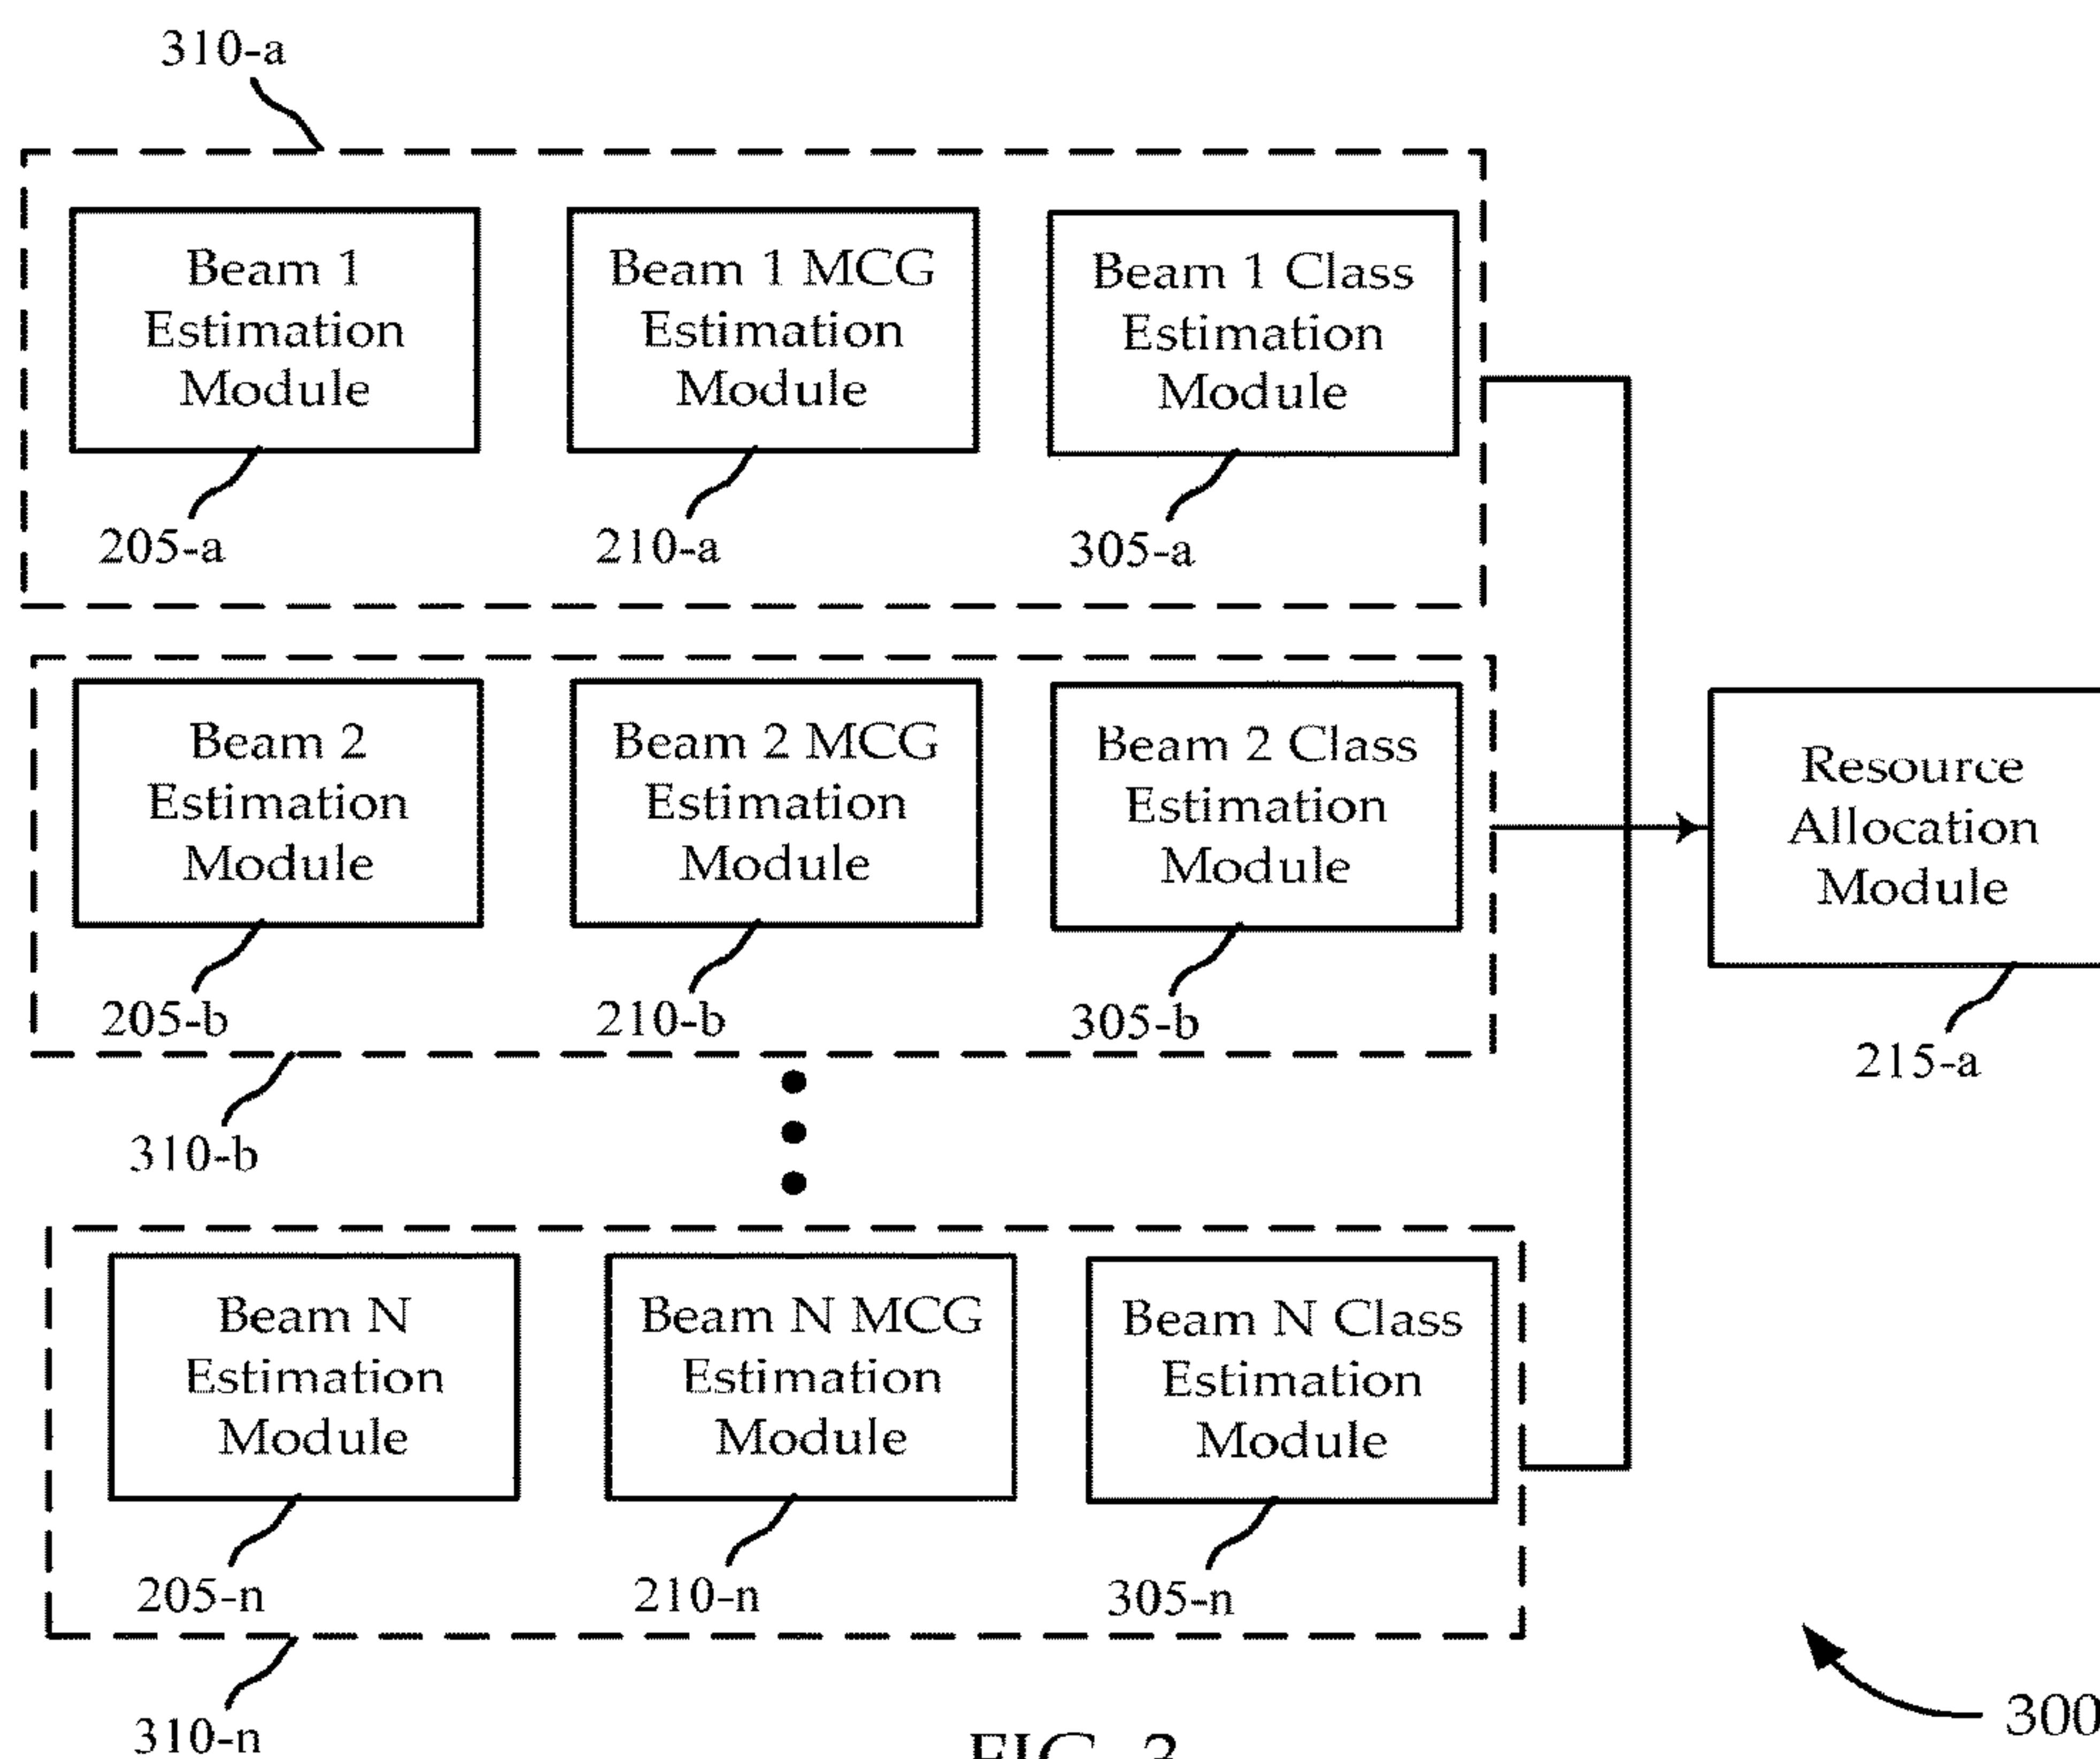 310-a
Beam 1
Estimation
Module
Beam 1 MCG
Estimation
Module
Beam 1 Class
Estimation
Module
205-a
210-a
305-a
Beam 2
Estimation
Module
Beam 2 MCG
Estimation
Module
Beam 2 Class
Estimation
Module
205-b
210-b
305-b
310-b
Resource
Allocation
Module
215-a
Beam N
Estimation
Module
Beam N MCG
Estimation
Module
Beam N Class
Estimation
Module
205-n
210-n
305-n
310-n
300
FIG. 3